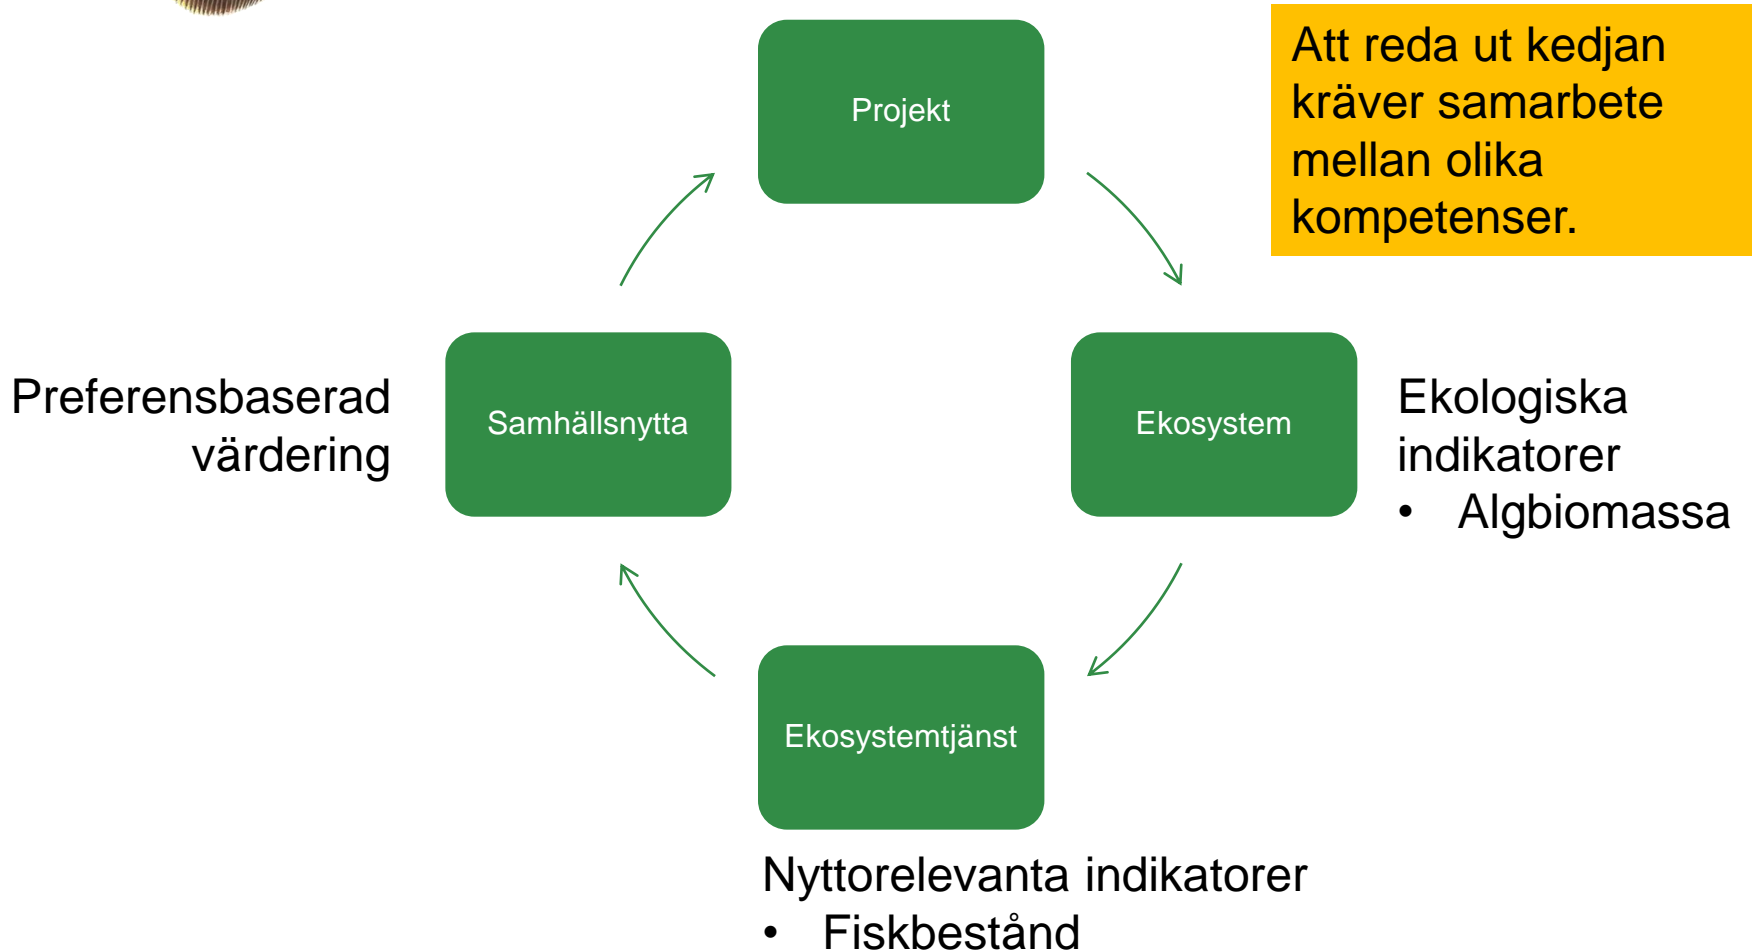 Projekt
Att reda ut kedjan
kräver samarbete
mellan olika
kompetenser.
Preferensbaserad
värdering
Samhällsnytta
Ekosystem
Ekologiska
indikatorer
• Algbiomassa
Ekosystemtjänst
Nyttorelevanta indikatorer
• Fiskbestånd